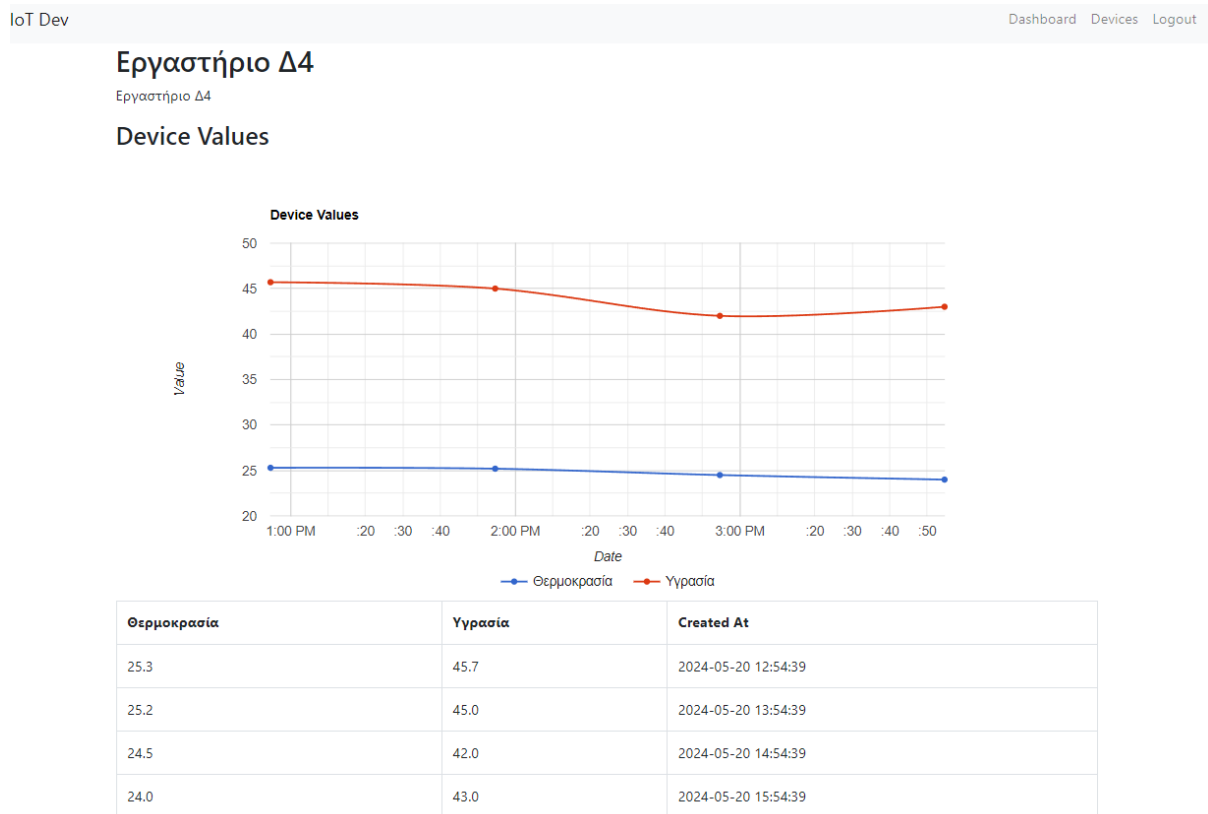 IoT Dev Dashboard Devices Logout
Εργαστήριο Δ4
Εργαστήριο Δ4
Device Values
Device Values
50
45
40
35
30
25
20
Value
1:00 PM :20 :30 :40 2:00 PM :20 :30 :40 3:00 PM :20 :30 :40 :50
Date
Θερμοκρασία Υγρασία
Θερμοκρασία Υγρασία Created At
25.3 45.7 2024-05-20 12:54:39
25.2 45.0 2024-05-20 13:54:39
24.5 42.0 2024-05-20 14:54:39
24.0 43.0 2024-05-20 15:54:39